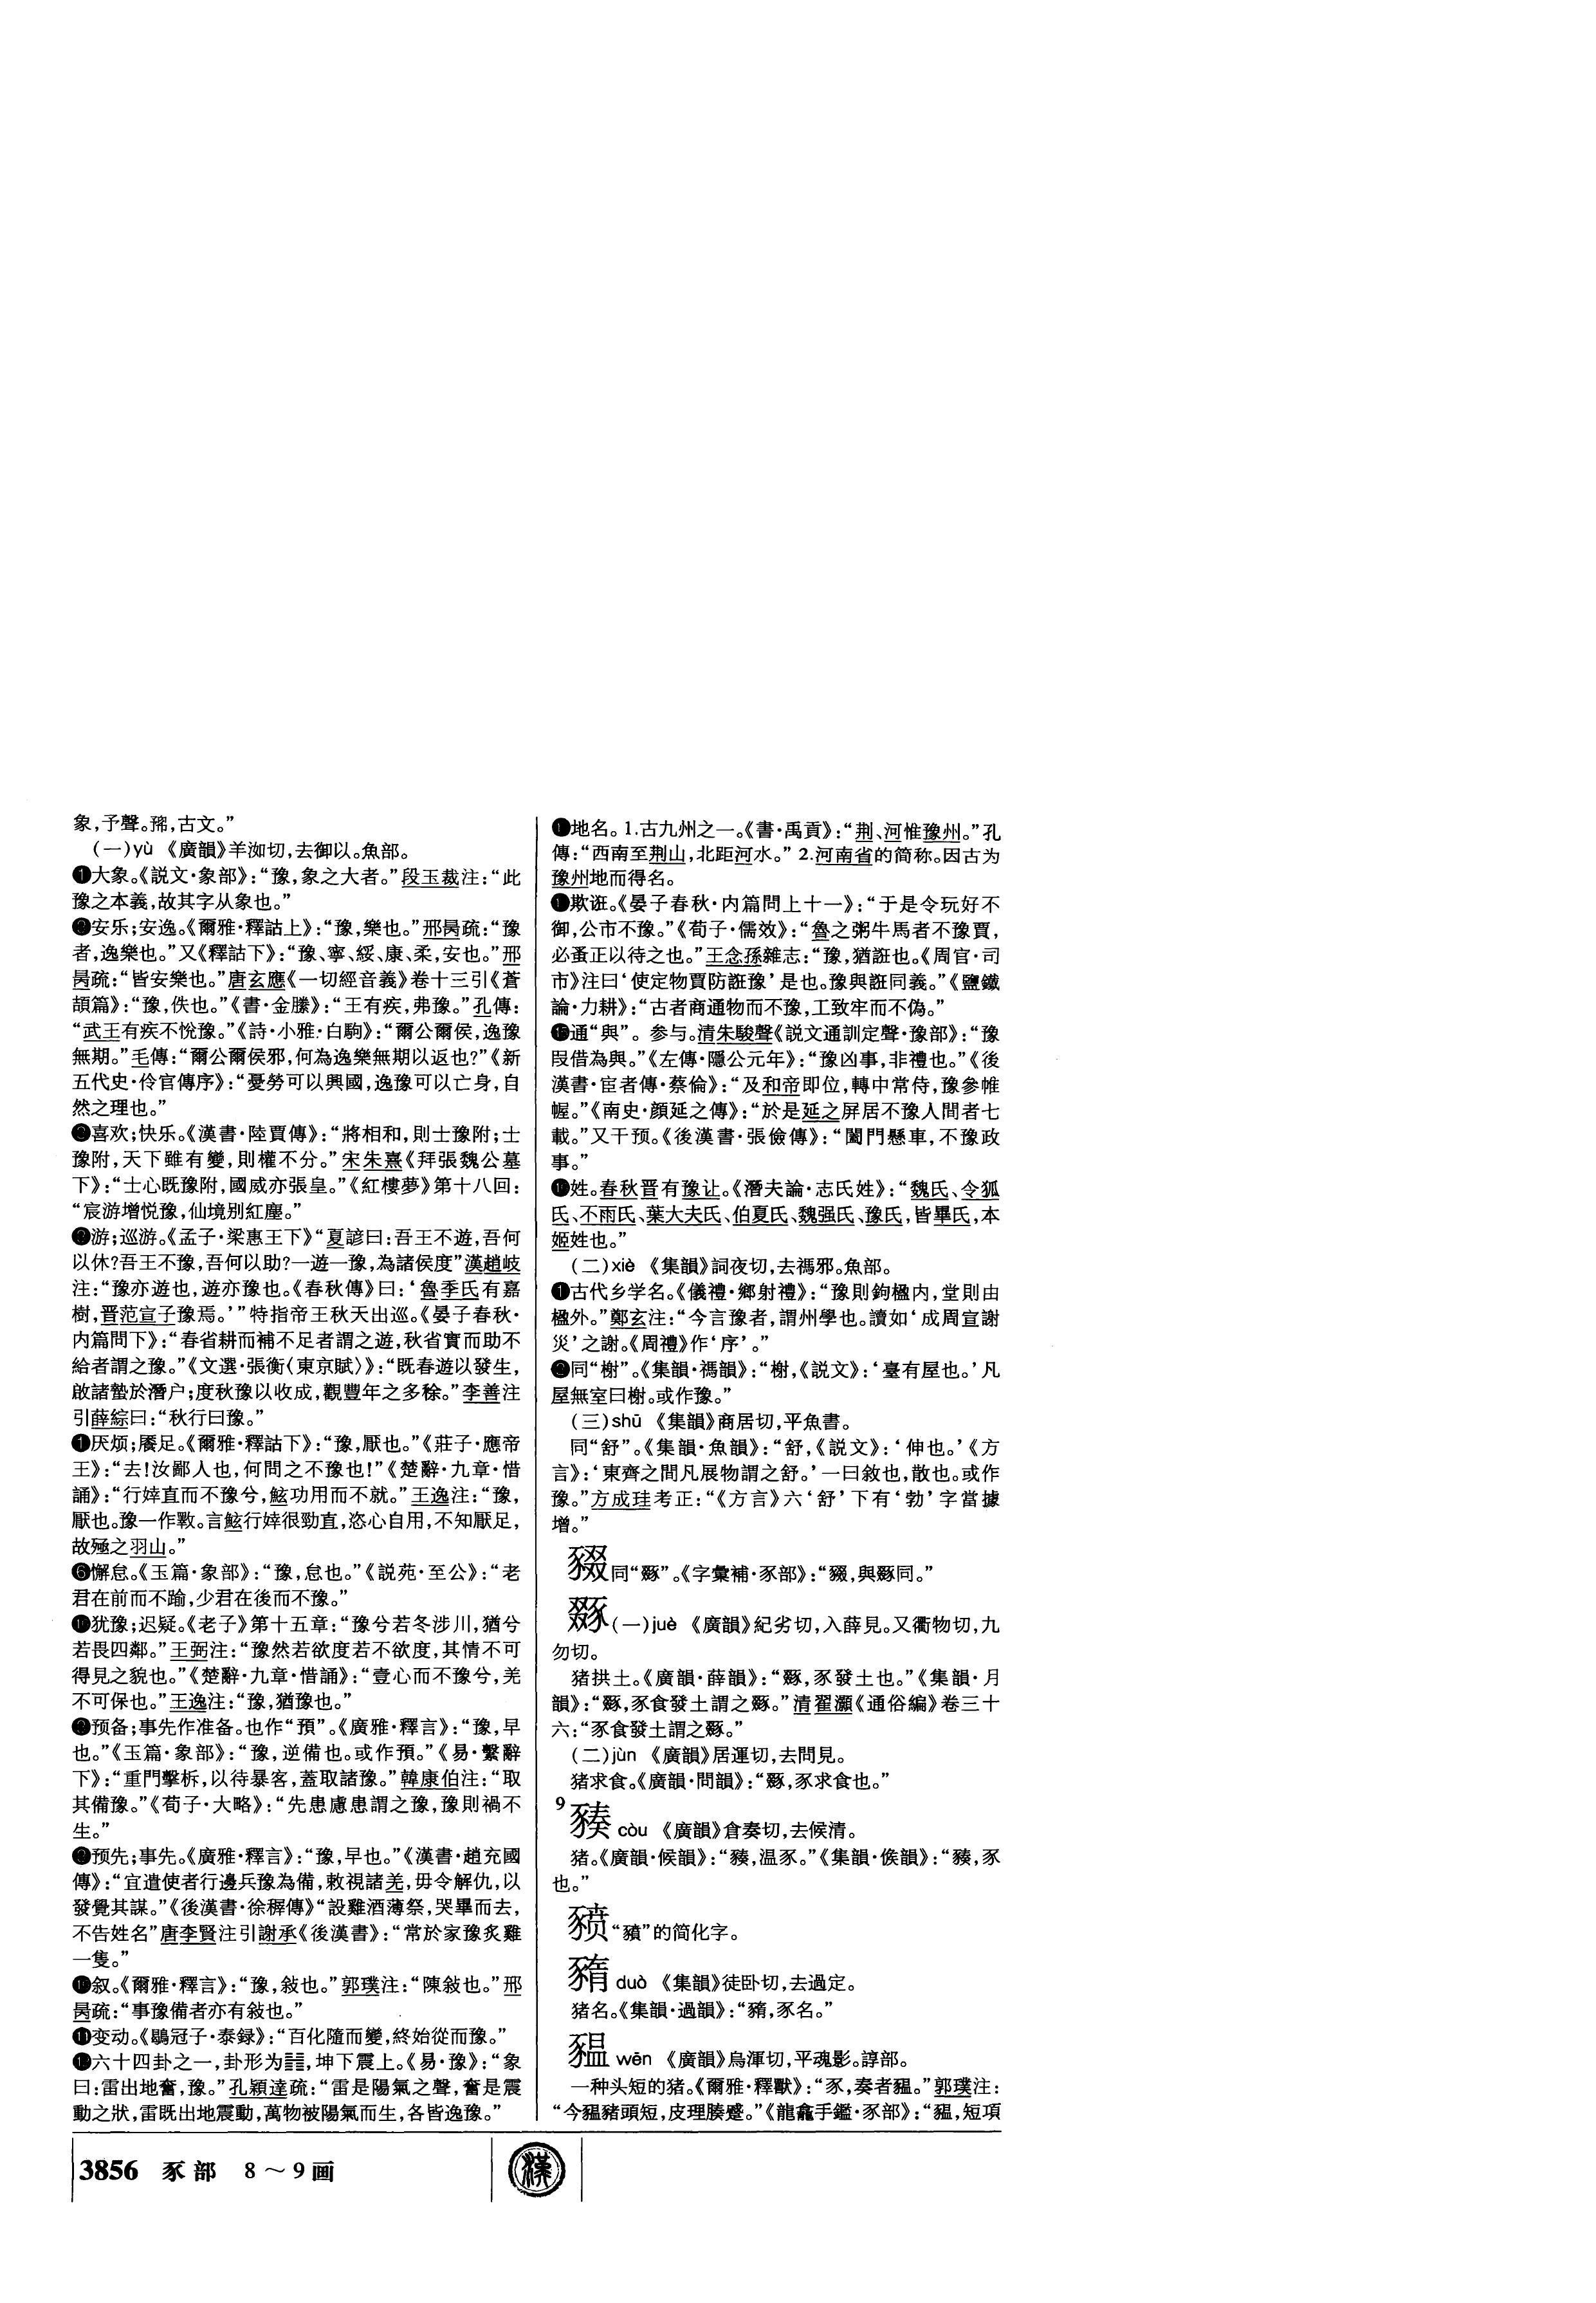 象,予聲。𧰲,古文。”
(一)yù 《廣韻》羊洳切,去御以。魚部。
❶大象。《説文·象部》:“豫,象之大者。”段玉裁注:“此
豫之本義,故其字从象也。”
❷安乐;安逸。《爾雅·釋詁上》:“豫,樂也。”邢昺疏:“豫
者,逸樂也。”又《釋詁下》:“豫、寧、綏、康、柔,安也。”邢
昺疏:“皆安樂也。”唐玄應《一切經音義》卷十三引《蒼
頡篇》:“豫,佚也。”《書·金縢》:“王有疾,弗豫。”孔傳:
“武王有疾不悦豫。”《詩·小雅·白駒》:“爾公爾侯,逸豫
無期。”毛傳:“爾公爾侯邪,何為逸樂無期以返也?”《新
五代史·伶官傳序》:“憂勞可以興國,逸豫可以亡身,自
然之理也。”
喜欢;快乐。《漢書·陸賈傳》:“將相和,則士豫附;士
豫附,天下雖有變,則權不分。”宋朱熹《拜張魏公墓
下》:“士心既豫附,國威亦張皇。”《紅樓夢》第十八回:
“宸游增悦豫,仙境别紅塵。”
游;巡游。《孟子·梁惠王下》“夏諺曰:吾王不遊,吾何
以休?吾王不豫,吾何以助?一遊一豫,為諸侯度”漢趙岐
注:“豫亦遊也,遊亦豫也。《春秋傳》曰:‘魯季氏有嘉
樹,晋范宣子豫焉。’”特指帝王秋天出巡。《晏子春秋·
内篇問下》:“春省耕而補不足者謂之遊,秋省實而助不
給者謂之豫。”《文選·張衡〈東京賦〉》:“既春遊以發生,
啟諸蟄於潛户;度秋豫以收成,觀豐年之多稌。”李善注
引薛綜曰:“秋行曰豫。”
厌烦;餍足。《爾雅·釋詁下》:“豫,厭也。”《莊子·應帝
王》:“去!汝鄙人也,何問之不豫也!”《楚辭·九章·惜
誦》:“行婞直而不豫兮,鮌功用而不就。”王逸注:“豫,
厭也。豫一作斁。言鮌行婞很勁直,恣心自用,不知厭足,
故殛之羽山。”
❻懈怠。《玉篇·象部》:“豫,怠也。”《説苑·至公》:“老
君在前而不踰,少君在後而不豫。”
犹豫;迟疑。《老子》第十五章:“豫兮若冬涉川,猶兮
若畏四鄰。”王弼注:“豫然若欲度若不欲度,其情不可
得見之貌也。”《楚辭·九章·惜誦》:“壹心而不豫兮,羌
不可保也。”王逸注:“豫,猶豫也。”
预备;事先作准备。也作“預”。《廣雅·釋言》:“豫,早
也。”《玉篇·象部》:“豫,逆備也。或作預。”《易·繫辭
下》:“重門擊柝,以待暴客,蓋取諸豫。”韓康伯注:“取
其備豫。”《荀子·大略》:“先患慮患謂之豫,豫則禍不
生。”
预先;事先。《廣雅·釋言》:“豫,早也。”《漢書·趙充國
傳》:“宜遣使者行邊兵豫為備,敕視諸羌,毋令解仇,以
發覺其謀。”《後漢書·徐穉傳》“設雞酒薄祭,哭畢而去,
不告姓名”唐李賢注引謝承《後漢書》:“常於家豫炙雞
一隻。”
叙。《爾雅·釋言》:“豫,敍也。”郭璞注:“陳敍也。”邢
昺疏:“事豫備者亦有敍也。”
⓫变动。《鶡冠子·泰録》:“百化隨而變,終始從而豫。”
六十四卦之一,卦形为䷏,坤下震上。《易·豫》:“象
曰:雷出地奮,豫。”孔穎達疏:“雷是陽氣之聲,奮是震
動之狀,雷既出地震動,萬物被陽氣而生,各皆逸豫。”
地名。1.古九州之一。《書·禹貢》:“荆、河惟豫州。”孔
傳:“西南至荆山,北距河水。”2.河南省的简称。因古为
豫州地而得名。
欺诳。《晏子春秋·内篇問上十一》:“于是令玩好不
御,公市不豫。”《荀子·儒效》:“魯之粥牛馬者不豫賈,
必蚤正以待之也。”王念孫雜志:“豫,猶誑也。《周官·司
市》注曰‘使定物賈防誑豫’是也。豫與誑同義。”《鹽鐵
論·力耕》:“古者商通物而不豫,工致牢而不偽。”
通“與”。参与。清朱駿聲《説文通訓定聲·豫部》:“豫
叚借為與。”《左傳·隱公元年》:“豫凶事,非禮也。”《後
漢書·宦者傳·蔡倫》:“及和帝即位,轉中常侍,豫參帷
幄。”《南史·顔延之傳》:“於是延之屏居不豫人間者七
載。”又干预。《後漢書·張儉傳》:“闔門懸車,不豫政
事。”
姓。春秋晋有豫让。《潛夫論·志氏姓》:“魏氏、令狐
氏、不雨氏、葉大夫氏、伯夏氏、魏强氏、豫氏,皆畢氏,本
姬姓也。”
(二)xiè 《集韻》詞夜切,去禡邪。魚部。
❶古代乡学名。《儀禮·鄉射禮》:“豫則鉤楹内,堂則由
楹外。”鄭玄注:“今言豫者,謂州學也。讀如‘成周宣謝
災’之謝。《周禮》作‘序’。”
❷同“榭”。《集韻·禡韻》:“榭,《説文》:‘臺有屋也。’凡
屋無室曰榭。或作豫。”
(三)shū 《集韻》商居切,平魚書。
同“舒”。《集韻·魚韻》:“舒,《説文》:‘伸也。’《方
言》:‘東齊之間凡展物謂之舒。’一曰敘也,散也。或作
豫。”方成珪考正:“《方言》六‘舒’下有‘勃’字當據
增。”
豛同“䝌”。《字彙補·豕部》:“豛,與䝌同。”
䝌(一)juè 《廣韻》紀劣切,入薛見。又衢物切,九
勿切。
猪拱土。《廣韻·薛韻》:“䝌,豕發土也。”《集韻·月
韻》:“䝌,豕食發土謂之䝌。”清翟灝《通俗編》卷三十
六:“豕食發土謂之䝌。”
(二)jùn 《廣韻》居運切,去問見。
猪求食。《廣韻·問韻》:“䝌,豕求食也。”
9
豵 còu 《廣韻》倉奏切,去候清。
猪。《廣韻·候韻》:“,温豕。”《集韻·𠊱韻》:“,豕
也。”
豮“豶”的简化字。
duò 《集韻》徒卧切,去過定。
猪名。《集韻·過韻》:“,豕名。”
豱 wēn 《廣韻》烏渾切,平魂影。諄部。
一种头短的猪。《爾雅·釋獸》:“豕,奏者豱。”郭璞注:
“今豱豬頭短,皮理腠蹙。”《龍龕手鑑·豕部》:“豱,短項
3856 豕部 8～9画
漢